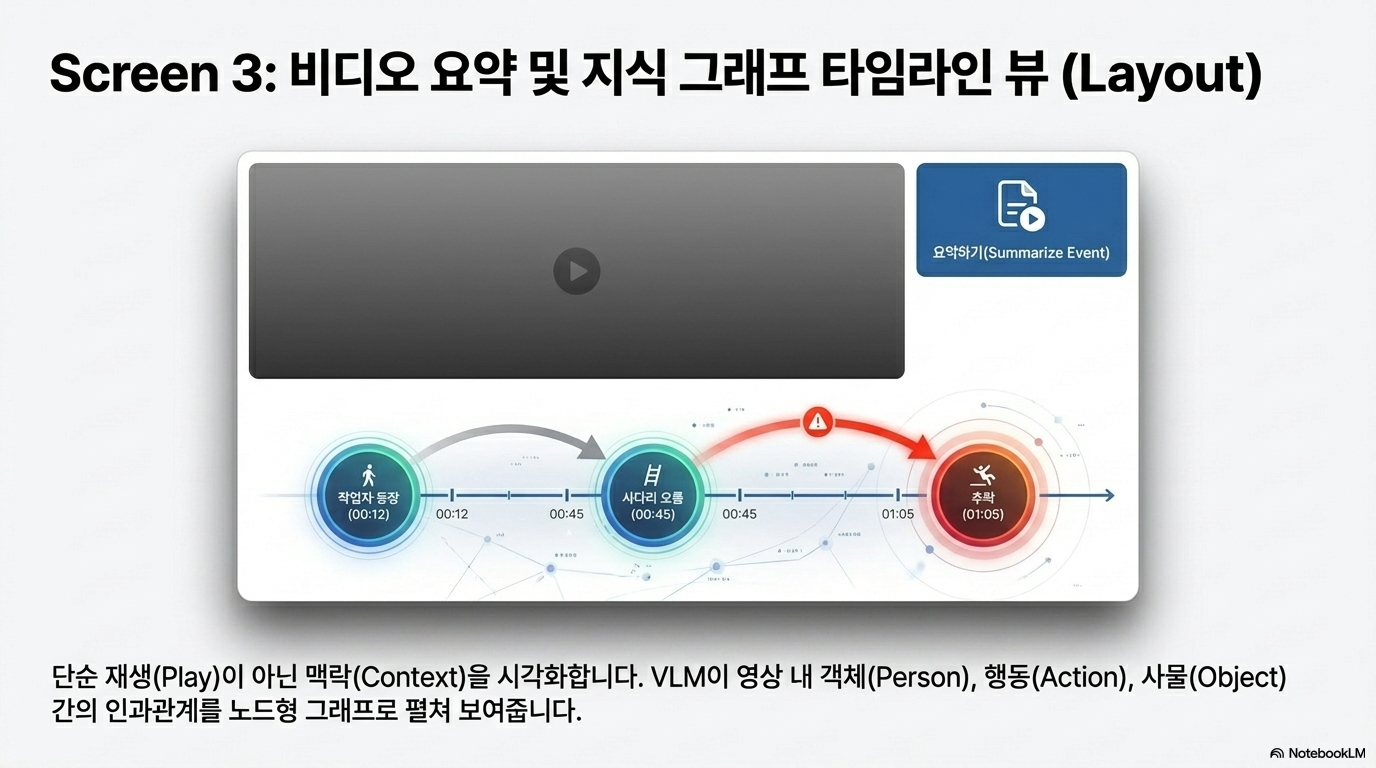 Screen 3: 비디오 요약 및 지식 그래프 타임라인 뷰 (Layout)
요약하기(Summarize Event)
작업자 등장
(00:12)
00:12
00:45
사다리 오름
(00:45)
00:45
01:05
추락
(01:05)
단순 재생(Play)이 아닌 맥락(Context)을 시각화합니다. VLM이 영상 내 객체(Person), 행동(Action), 사물(Object)
간의 인과관계를 노드형 그래프로 펼쳐 보여줍니다.
NotebookLM